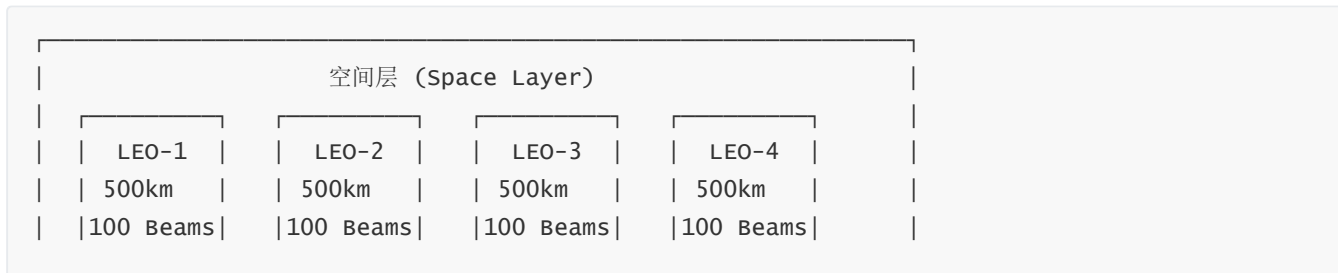 空间层 (Space Layer)
LEO-1 LEO-2 LEO-3 LEO-4
500km 500km 500km 500km
100 Beams 100 Beams 100 Beams 100 Beams